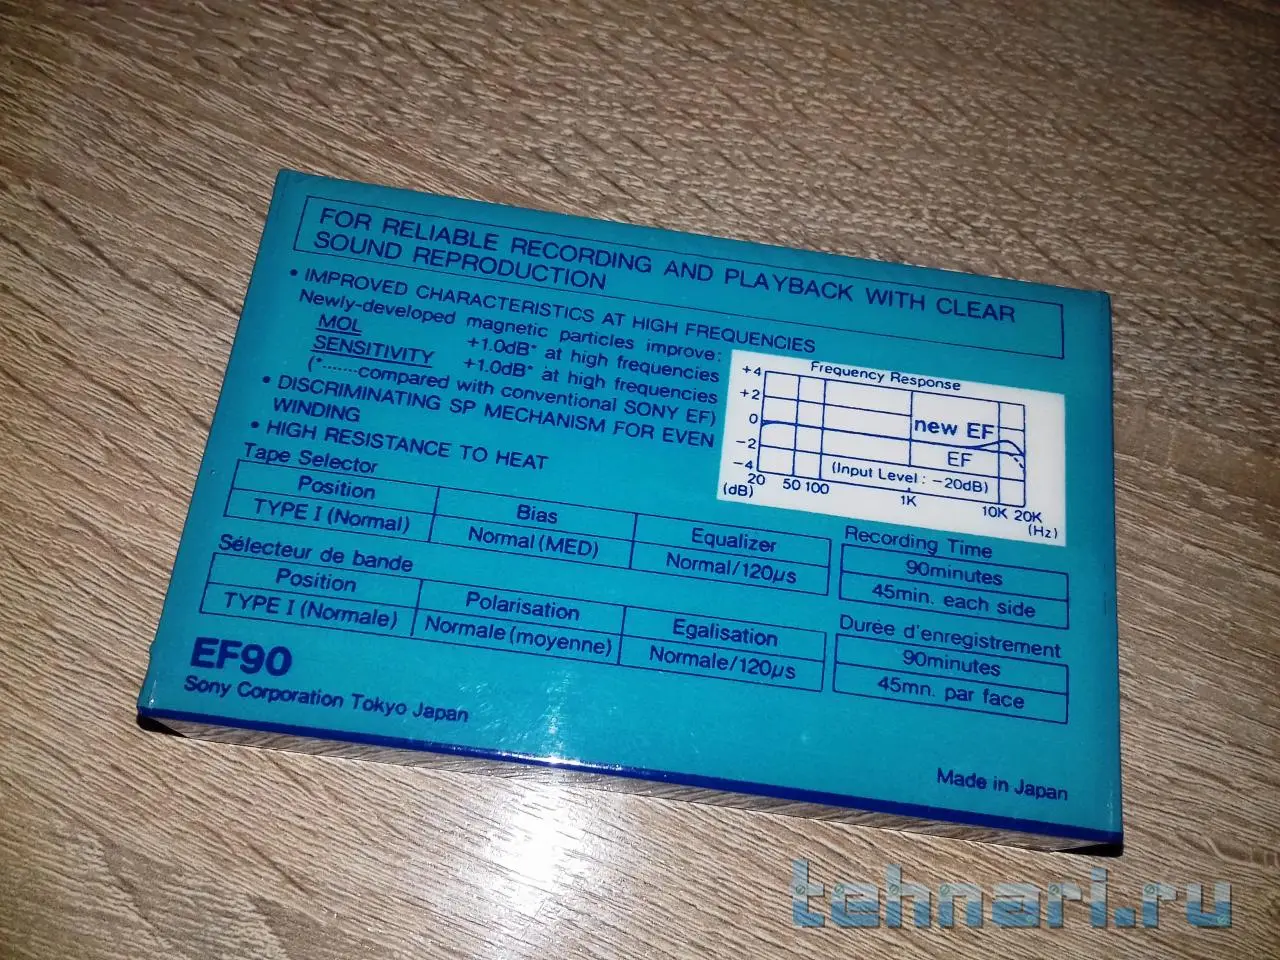 FOR RELIABLE RECORDING AND PLAYBACK WITH CLEAR
SOUND REPRODUCTION
• IMPROVED CHARACTERISTICS AT HIGH FREQUENCIES
Newly-developed magnetic particles improve:
MOL +1.0dB* at high frequencies
SENSITIVITY +1.0dB* at high frequencies
(*.......compared with conventional SONY EF)
• DISCRIMINATING SP MECHANISM FOR EVEN
WINDING
• HIGH RESISTANCE TO HEAT
Frequency Response
+4
+2
0
−2
−4
(dB)
new EF
EF
(Input Level : −20dB)
20 50 100 1K 10K 20K
(Hz)
Tape Selector
Position Bias Equalizer
TYPE I (Normal) Normal (MED) Normal/120μs
Recording Time
90minutes
45min. each side
Sélecteur de bande
Position Polarisation Egalisation
TYPE I (Normale) Normale (moyenne) Normale/120μs
Durée d'enregistrement
90minutes
45mn. par face
EF90
Sony Corporation Tokyo Japan
Made in Japan
tehnari.ru